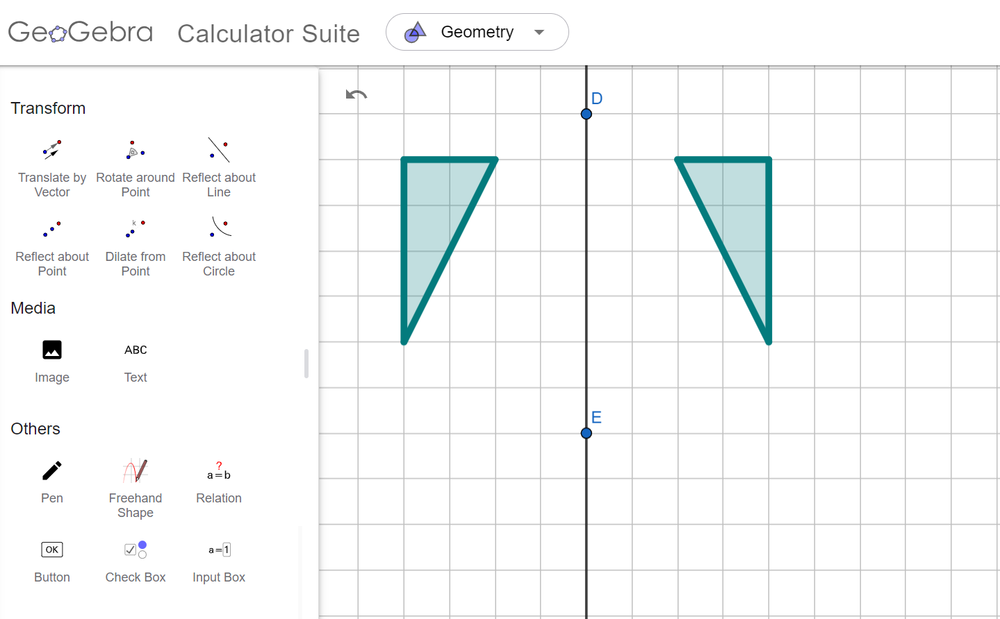 GeoGebra Calculator Suite Geometry
Transform
Translate by Vector
Rotate around Point
Reflect about Line
Reflect about Point
k
Dilate from Point
Reflect about Circle
Media
Image
ABC
Text
Others
Pen
Freehand Shape
?
a=b
Relation
OK
Button
Check Box
a=1
Input Box
D
E